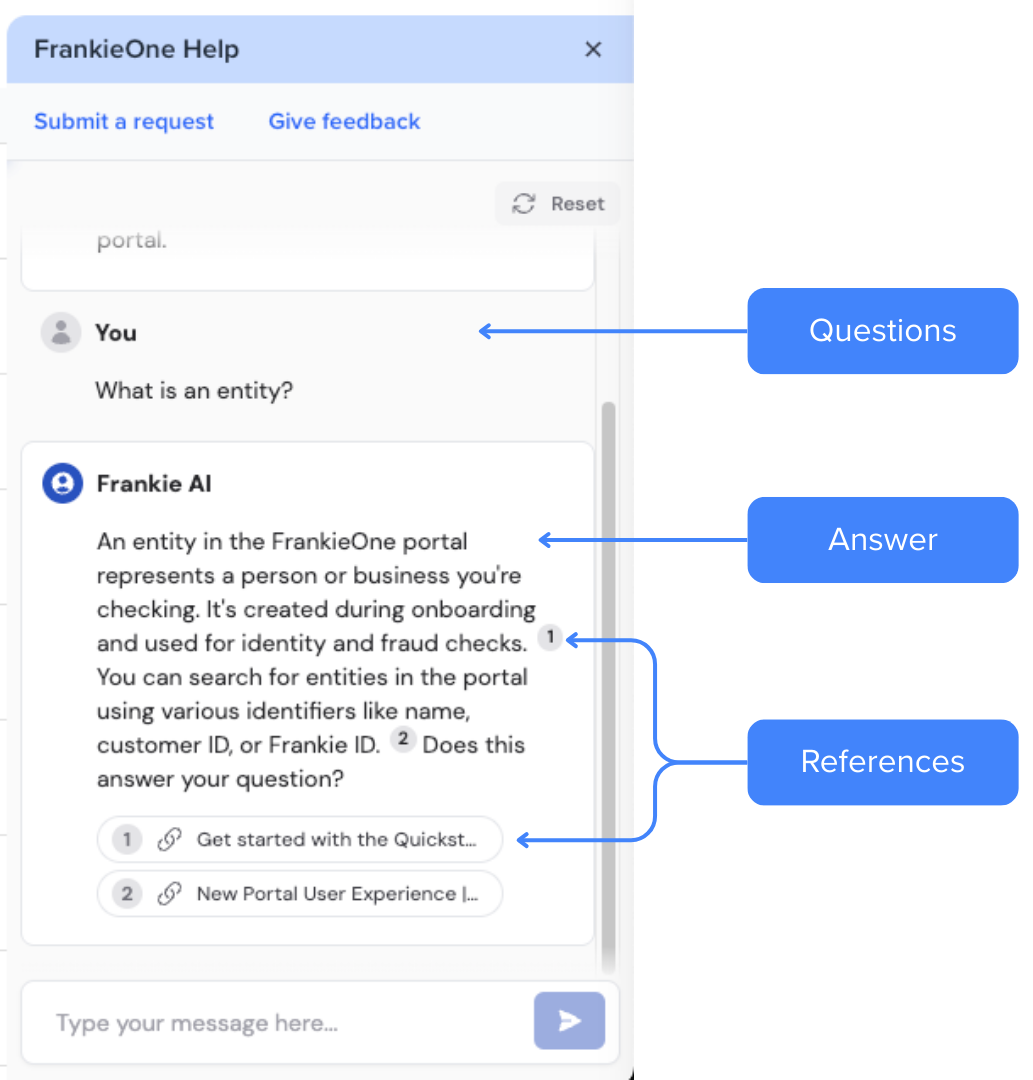 FrankieOne Help
Submit a request
Give feedback
Reset
portal.
You
Questions
What is an entity?
Frankie AI
An entity in the FrankieOne portal
represents a person or business you're
checking. It's created during onboarding
and used for identity and fraud checks. 1
You can search for entities in the portal
using various identifiers like name,
customer ID, or Frankie ID. 2 Does this
answer your question?
Answer
References
1 Get started with the Quickst...
2 New Portal User Experience |...
Type your message here...